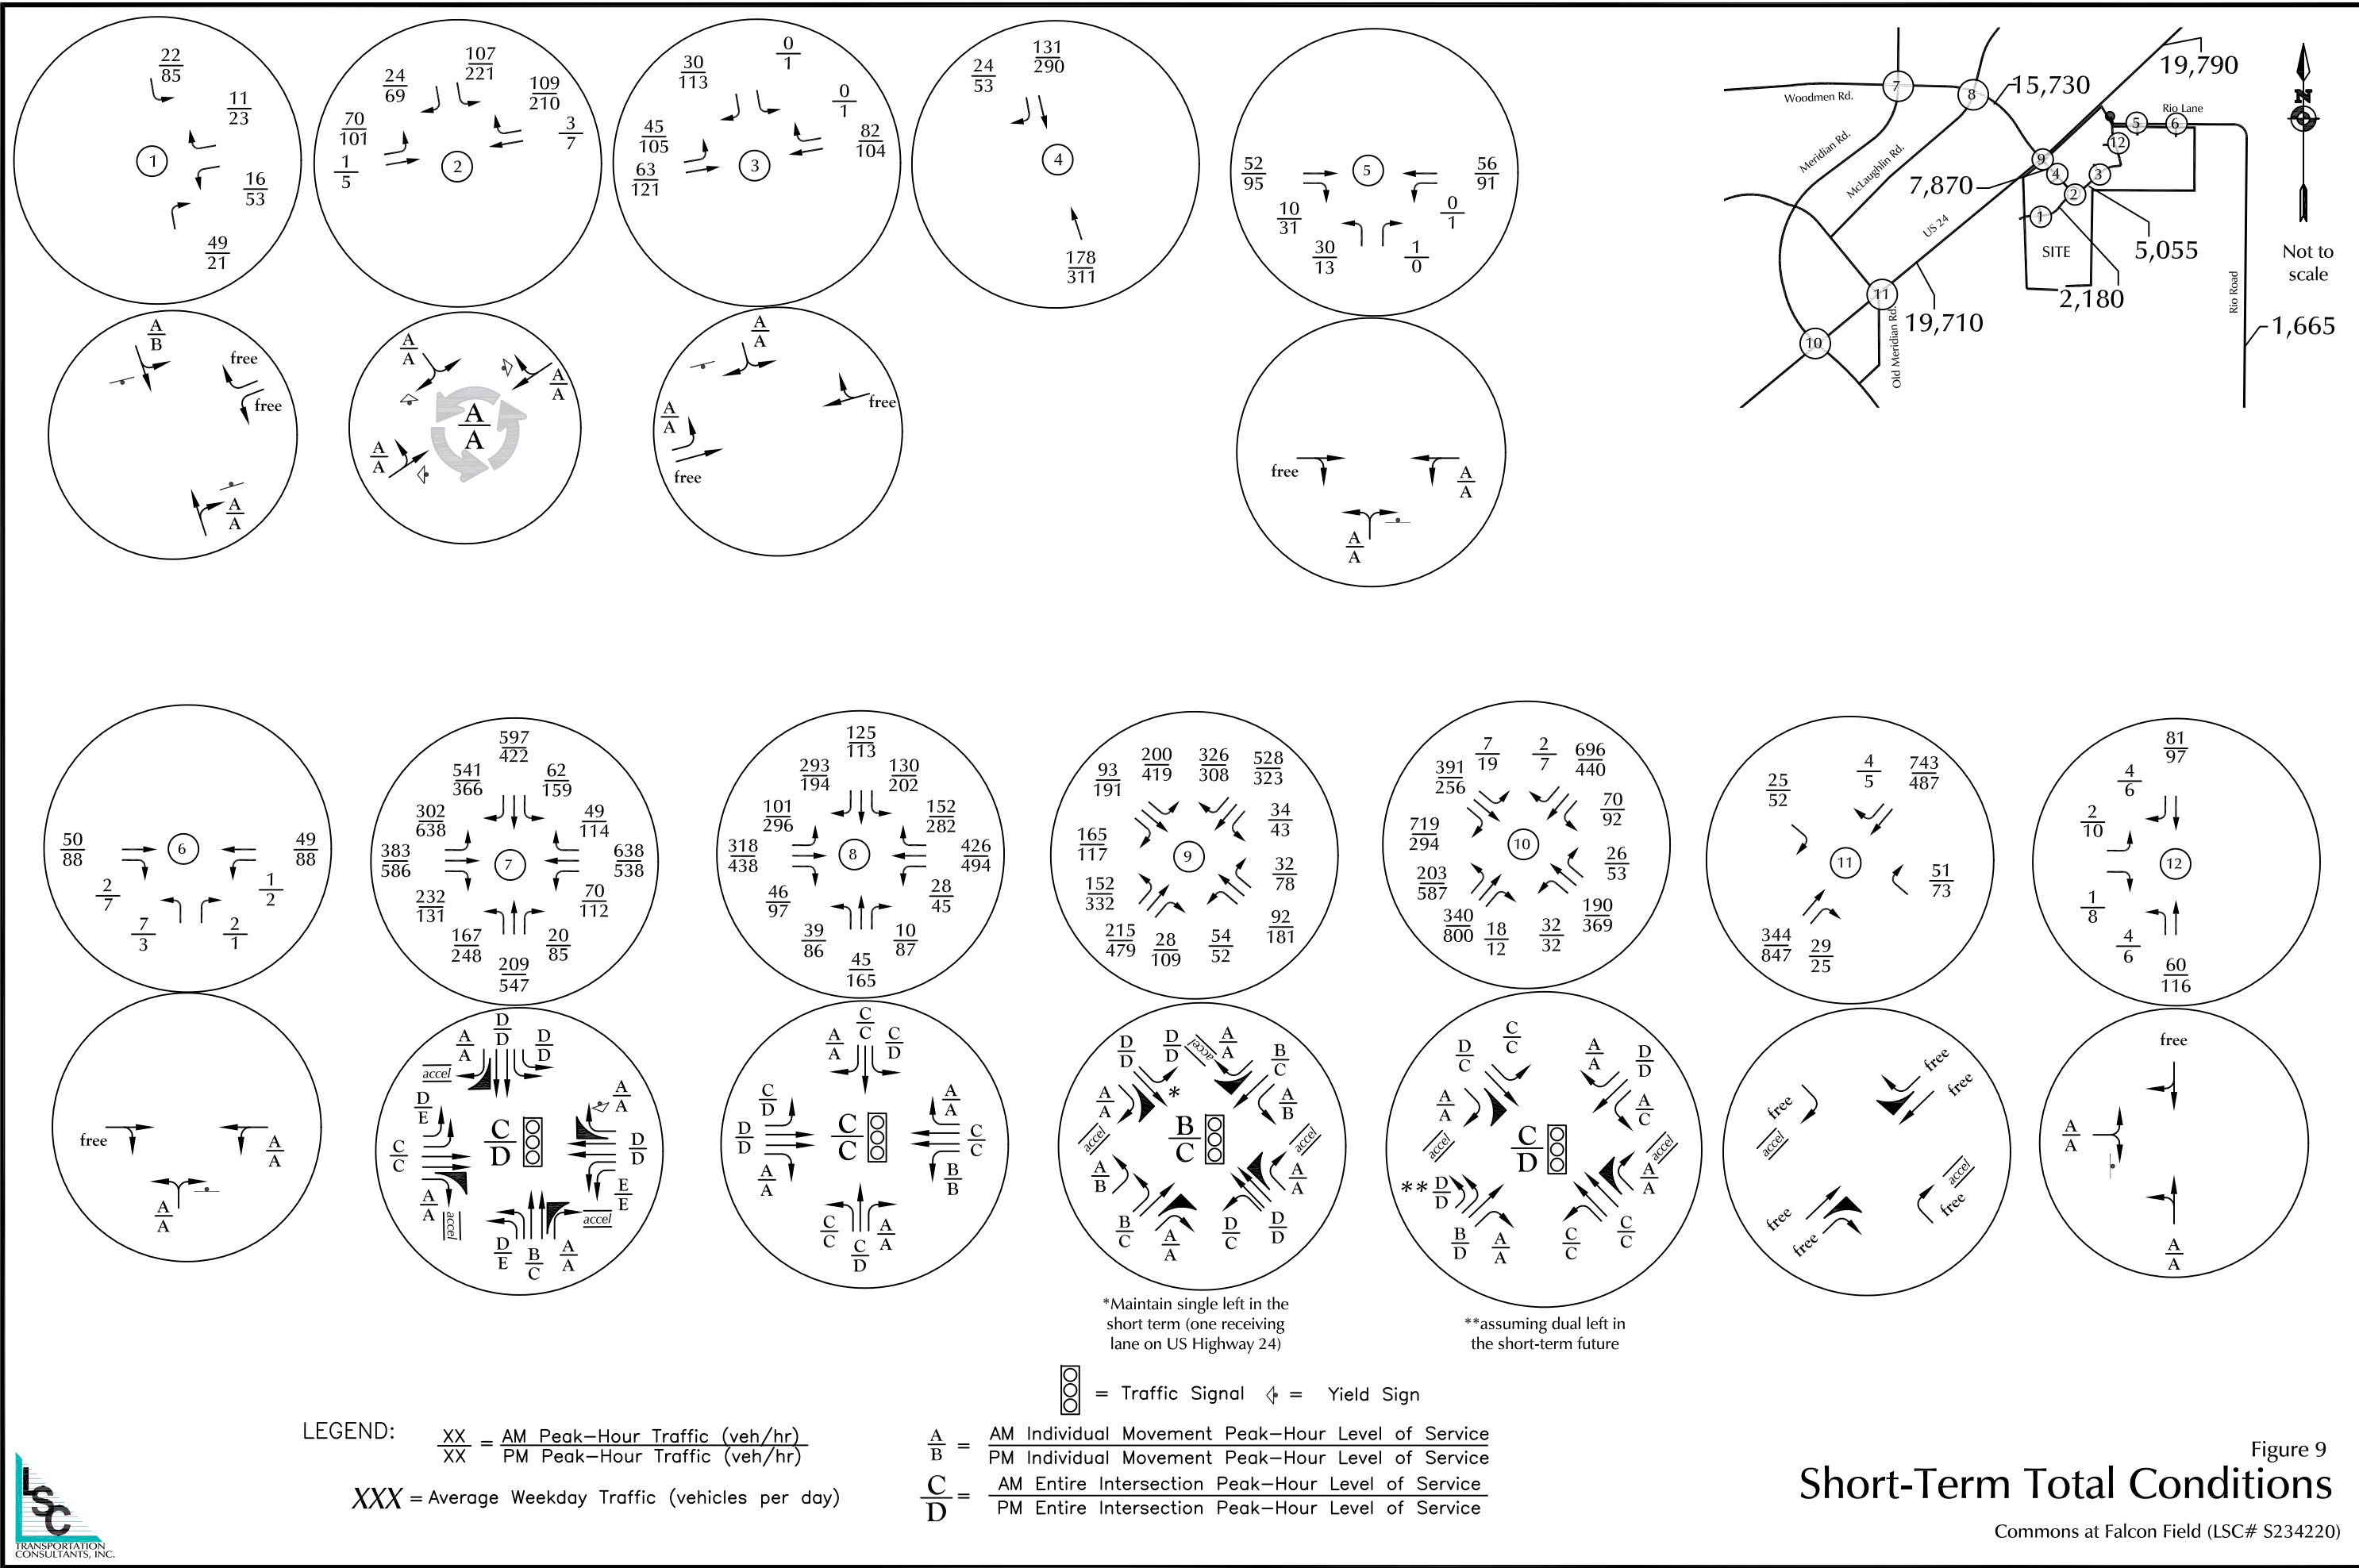 22
85
11
23
1
16
53
49
21
107
221
24
69
109
210
70
101
3
7
1
5
2
0
1
30
113
0
1
45
105
82
104
63
121
3
131
290
24
53
4
178
311
52
95
5
56
91
10
31
0
1
30
13
1
0
19,790
7
8
15,730
Woodmen Rd.
Rio Lane
N
5
6
12
Meridian Rd.
McLaughlin Rd.
9
4
3
7,870
2
1
US 24
SITE
5,055
Not to
scale
2,180
11
19,710
Rio Road
1,665
Old Meridian Rd.
10
A
B
free
free
A
A
A
A
A
A
A
A
A
A
A
A
A
A
free
free
free
A
A
A
A
50
88
6
49
88
2
7
1
2
7
3
2
1
597
422
541
366
62
159
302
638
49
114
383
586
7
638
538
232
131
70
112
167
248
20
85
209
547
125
113
293
194
130
202
101
296
152
282
318
438
8
426
494
46
97
28
45
39
86
10
87
45
165
200
419
326
308
528
323
93
191
34
43
165
117
9
32
78
152
332
92
181
215
479
28
109
54
52
7
19
2
7
696
440
391
256
70
92
719
294
10
26
53
203
587
190
369
340
800
18
12
32
32
4
5
743
487
25
52
11
51
73
344
847
29
25
81
97
4
6
2
10
12
1
8
4
6
60
116
free
A
A
A
A
D
D
A
A
D
D
accel
A
A
D
E
C
C
C
D
D
D
A
A
accel
E
E
accel
D
E
B
C
A
A
C
C
A
A
C
D
C
D
A
A
D
D
C
C
C
C
A
A
B
B
C
C
C
D
A
A
D
D
D
D
accel
A
A
B
C
*
A
A
A
B
accel
B
C
accel
A
B
A
A
B
C
A
A
D
C
D
D
*Maintain single left in the
short term (one receiving
lane on US Highway 24)
D
C
C
C
A
A
D
D
A
A
A
C
accel
C
D
accel
** D
D
A
A
B
D
A
A
C
C
C
C
**assuming dual left in
the short-term future
free
free
free
accel
accel
free
free
free
free
A
A
A
A
= Traffic Signal
= Yield Sign
LEGEND:
XX = AM Peak-Hour Traffic (veh/hr)
XX PM Peak-Hour Traffic (veh/hr)
A = AM Individual Movement Peak-Hour Level of Service
B PM Individual Movement Peak-Hour Level of Service
XXX = Average Weekday Traffic (vehicles per day)
C = AM Entire Intersection Peak-Hour Level of Service
D PM Entire Intersection Peak-Hour Level of Service
Figure 9
Short-Term Total Conditions
Commons at Falcon Field (LSC# S234220)
LSC
TRANSPORTATION
CONSULTANTS, INC.